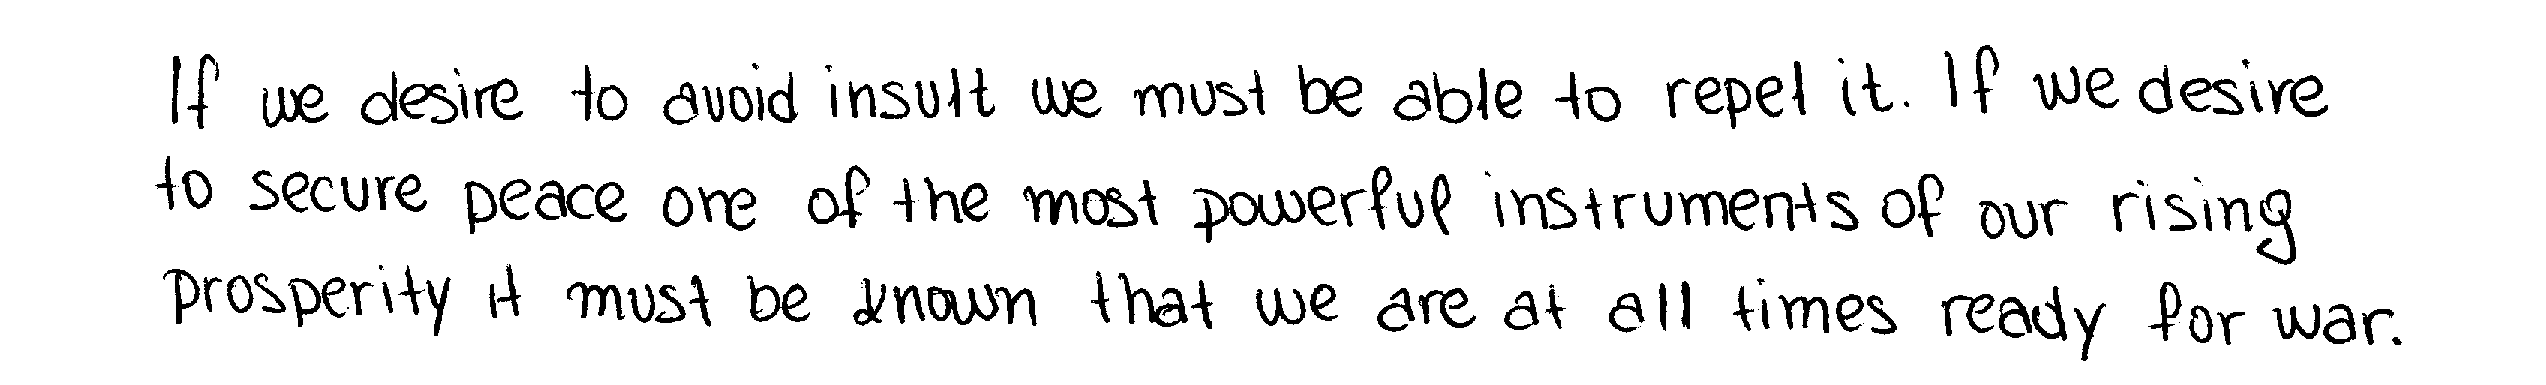 If we desire to avoid insult we must be able to repel it. If we desire
to secure peace one of the most powerful instruments of our rising
prosperity it must be known that we are at all times ready for war.